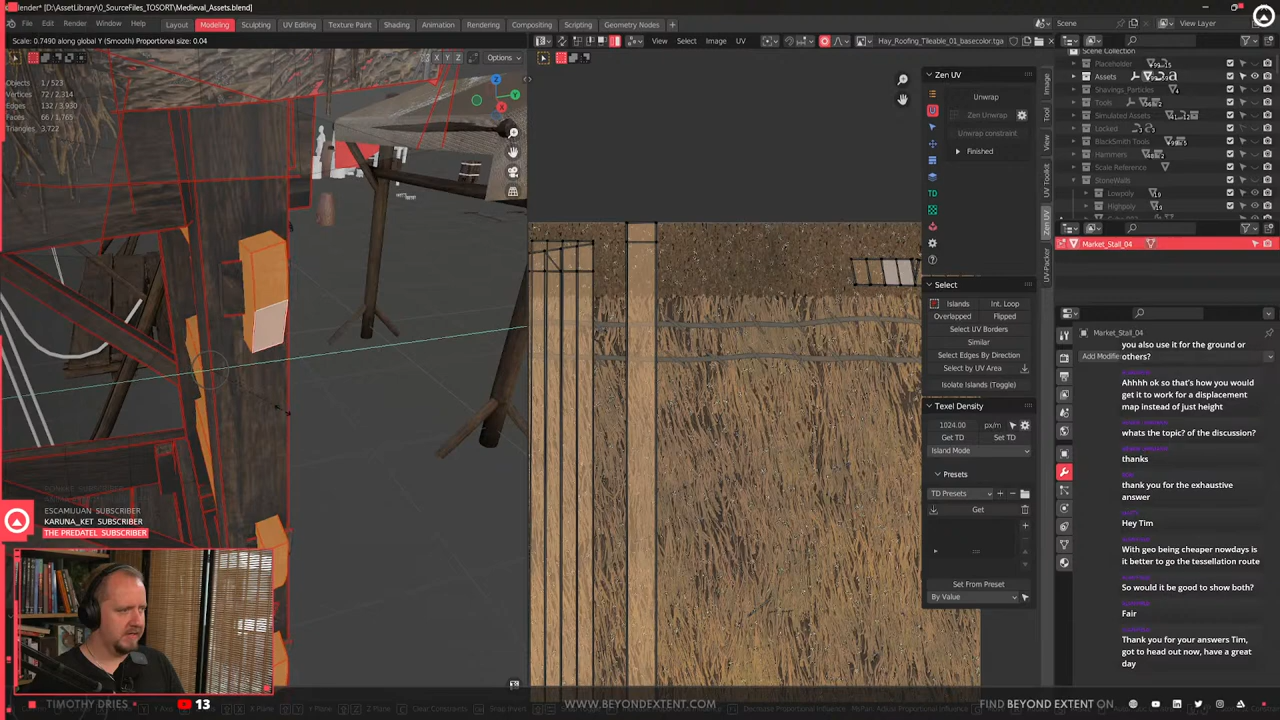 Blender* [D:\AssetLibrary\0_SourceFiles_TOSORT\Medieval_Assets.blend]
File Edit Render Window Help
Layout Modeling Sculpting UV Editing Texture Paint Shading Animation Rendering Compositing Scripting Geometry Nodes +
Scene
View Layer
Scale: 0.7490 along global Y (Smooth) Proportional size: 0.04
X Y Z Options
View Select Image UV
Hay_Roofing_Tileable_01_basecolor.tga
Objects 1 / 523
Vertices 72 / 2,314
Edges 132 / 3,930
Faces 66 / 1,765
Triangles 3,722
Zen UV
Unwrap
Zen Unwrap
Unwrap constraint
Finished
Select
Islands Int. Loop
Overlapped Flipped
Select UV Borders
Similar
Select Edges By Direction
Select by UV Area
Isolate Islands (Toggle)
Texel Density
1024.00 px/m
Get TD Set TD
Island Mode
Presets
TD Presets
Get
Set From Preset
By Value
Image
Tool
View
UV Toolkit
Zen UV
UV-Packer
Scene Collection
Placeholder
Assets
Shavings_Particles
Tools
Simulated Assets
Locked
BlackSmith Tools
Hammers
Scale Reference
StoneWalls
Lowpoly
Highpoly
Market_Stall_04
Market_Stall_04
Add Modifier
you also use it for the ground or
others?
Ahhhh ok so that's how you would
get it to work for a displacement
map instead of just height
whats the topic? of the discussion?
thanks
thank you for the exhaustive
answer
Hey Tim
With geo being cheaper nowdays is
it better to go the tessellation route
So would it be good to show both?
Fair
Thank you for your answers Tim,
got to head out now, have a great
day
ESCAMIJUAN SUBSCRIBER
KARUNA_KET SUBSCRIBER
THE PREDATEL SUBSCRIBER
TIMOTHY DRIES 13 WWW.BEYONDEXTENT.COM FIND BEYOND EXTENT ON